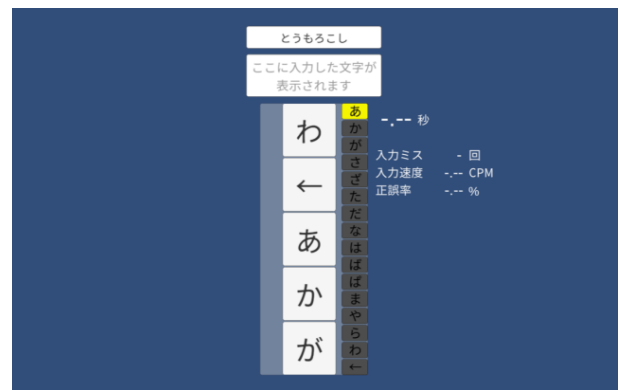 とうもろこし
ここに入力した文字が
表示されます
わ
←
あ
か
が
あ
か
が
さ
ざ
た
だ
な
は
ば
ぱ
ま
や
ら
わ
←
-.-- 秒
入力ミス - 回
入力速度 -.-- CPM
正誤率 -.-- %